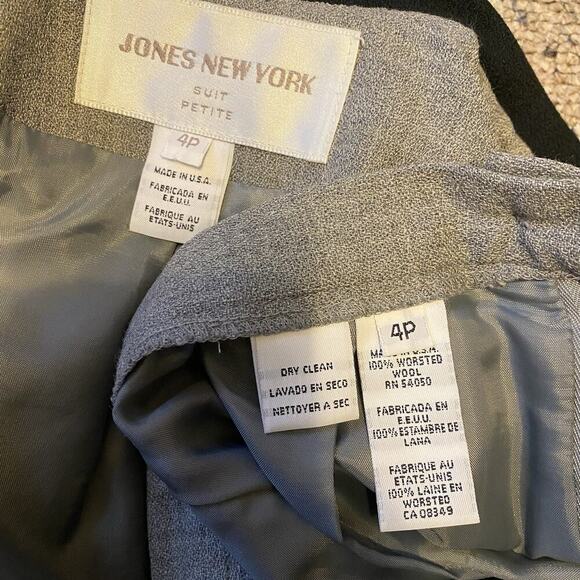 JONES NEW YORK
SUIT
PETITE
4P
MADE IN U.S.A.
FABRICADA EN
E.E.U.U.
FABRIQUE AU
ETATS-UNIS
DRY CLEAN
LAVADO EN SECO
NETTOYER A SEC
4P
MADE IN U.S.A.
100% WORSTED
WOOL
RN 54050
FABRICADA EN
E.E.U.U.
100% ESTAMBRE DE
LANA
FABRIQUE AU
ETATS-UNIS
100% LAINE EN
WORSTED
CA 08349